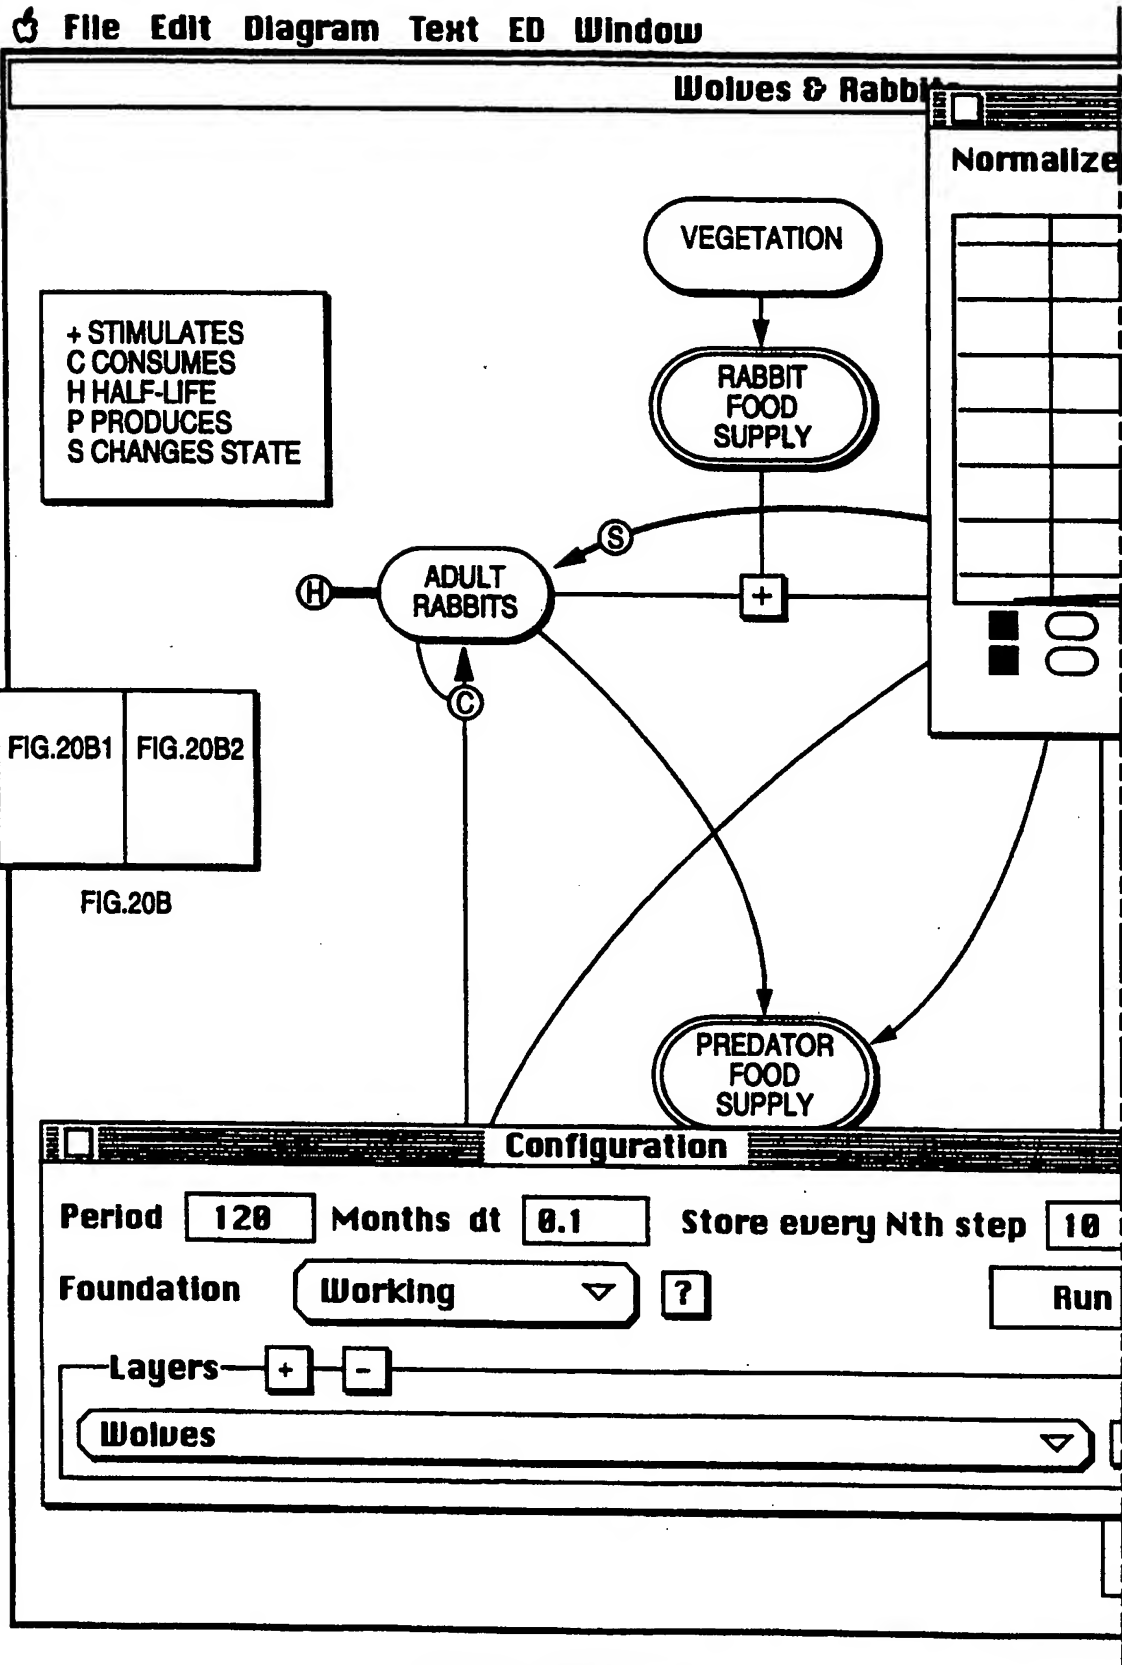 File Edit Diagram Text ED Window
Wolves & Rabbits
Normalize
VEGETATION
+ STIMULATES
C CONSUMES
H HALF-LIFE
P PRODUCES
S CHANGES STATE
RABBIT
FOOD
SUPPLY
S
H
ADULT
RABBITS
+
C
FIG.20B1 FIG.20B2
FIG.20B
PREDATOR
FOOD
SUPPLY
Configuration
Period 120 Months dt 0.1 Store every Nth step 10
Foundation Working ? Run
Layers + -
Wolves